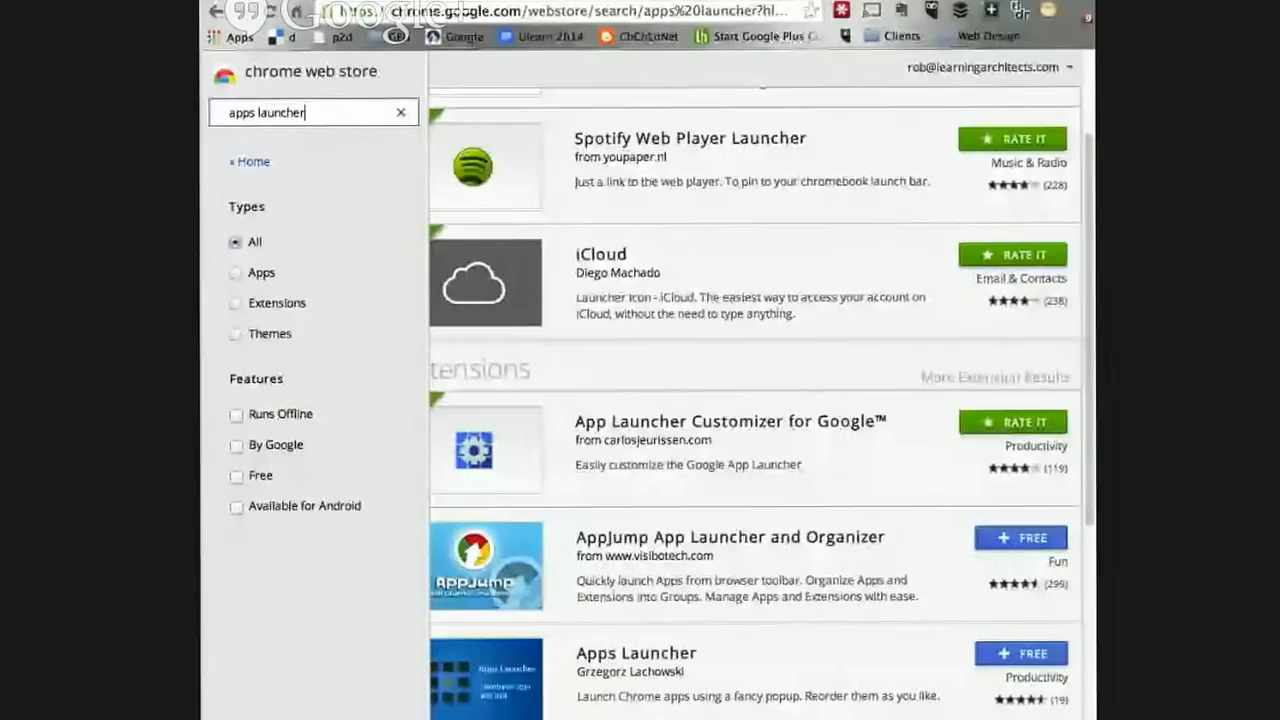 Google+
https://chrome.google.com/webstore/search/apps%20launcher?hl...
Apps d p2d GBJ Google Ulearn 2014 ChChEdNet Start Google Plus C Clients Web Design
chrome web store
rob@learningarchitects.com
apps launcher
« Home
Types
All
Apps
Extensions
Themes
Features
Runs Offline
By Google
Free
Available for Android
Spotify Web Player Launcher
from youpaper.nl
Just a link to the web player. To pin to your chromebook launch bar.
RATE IT
Music & Radio
(228)
iCloud
Diego Machado
Launcher Icon - iCloud. The easiest way to access your account on
iCloud, without the need to type anything.
RATE IT
Email & Contacts
(238)
tensions
More Extension Results
App Launcher Customizer for Google™
from carlosjeurissen.com
Easily customize the Google App Launcher
RATE IT
Productivity
(119)
AppJump
AppJump App Launcher and Organizer
from www.visibotech.com
Quickly launch Apps from browser toolbar. Organize Apps and
Extensions into Groups. Manage Apps and Extensions with ease.
+ FREE
Fun
(299)
Apps Launcher
Apps Launcher
Grzegorz Lachowski
Launch Chrome apps using a fancy popup. Reorder them as you like.
+ FREE
Productivity
(19)